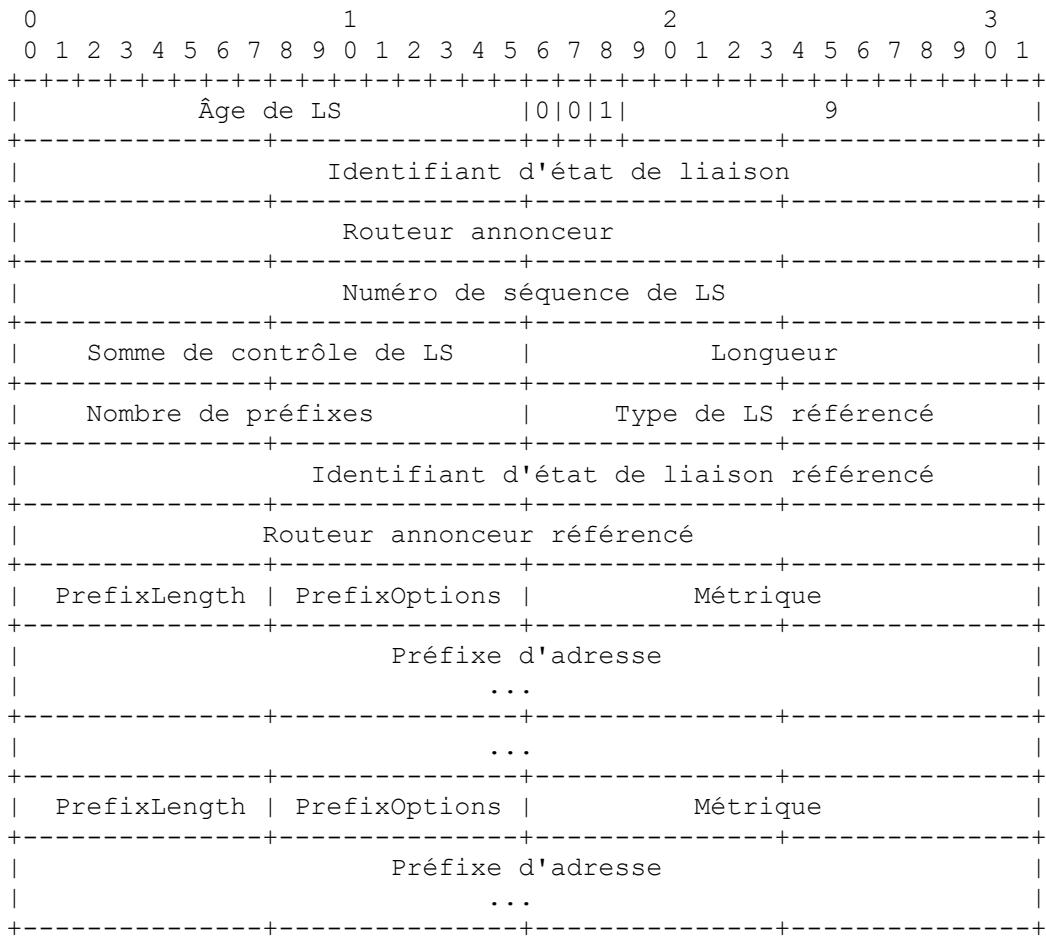 0 1 2 3
0 1 2 3 4 5 6 7 8 9 0 1 2 3 4 5 6 7 8 9 0 1 2 3 4 5 6 7 8 9 0 1
+-+-+-+-+-+-+-+-+-+-+-+-+-+-+-+-+-+-+-+-+-+-+-+-+-+-+-+-+-+-+-+-+
| Âge de LS |0|0|1| 9 |
+---------------+---------------+-+-+-+---------+---------------+
| Identifiant d'état de liaison |
+---------------+---------------+---------------+---------------+
| Routeur annonceur |
+---------------+---------------+---------------+---------------+
| Numéro de séquence de LS |
+---------------+---------------+---------------+---------------+
| Somme de contrôle de LS | Longueur |
+---------------+---------------+---------------+---------------+
| Nombre de préfixes | Type de LS référencé |
+---------------+---------------+---------------+---------------+
| Identifiant d'état de liaison référencé |
+---------------+---------------+---------------+---------------+
| Routeur annonceur référencé |
+---------------+---------------+---------------+---------------+
| PrefixLength | PrefixOptions | Métrique |
+---------------+---------------+---------------+---------------+
| Préfixe d'adresse |
| ... |
+---------------+---------------+---------------+---------------+
| ... |
+---------------+---------------+---------------+---------------+
| PrefixLength | PrefixOptions | Métrique |
+---------------+---------------+---------------+---------------+
| Préfixe d'adresse |
| ... |
+---------------+---------------+---------------+---------------+